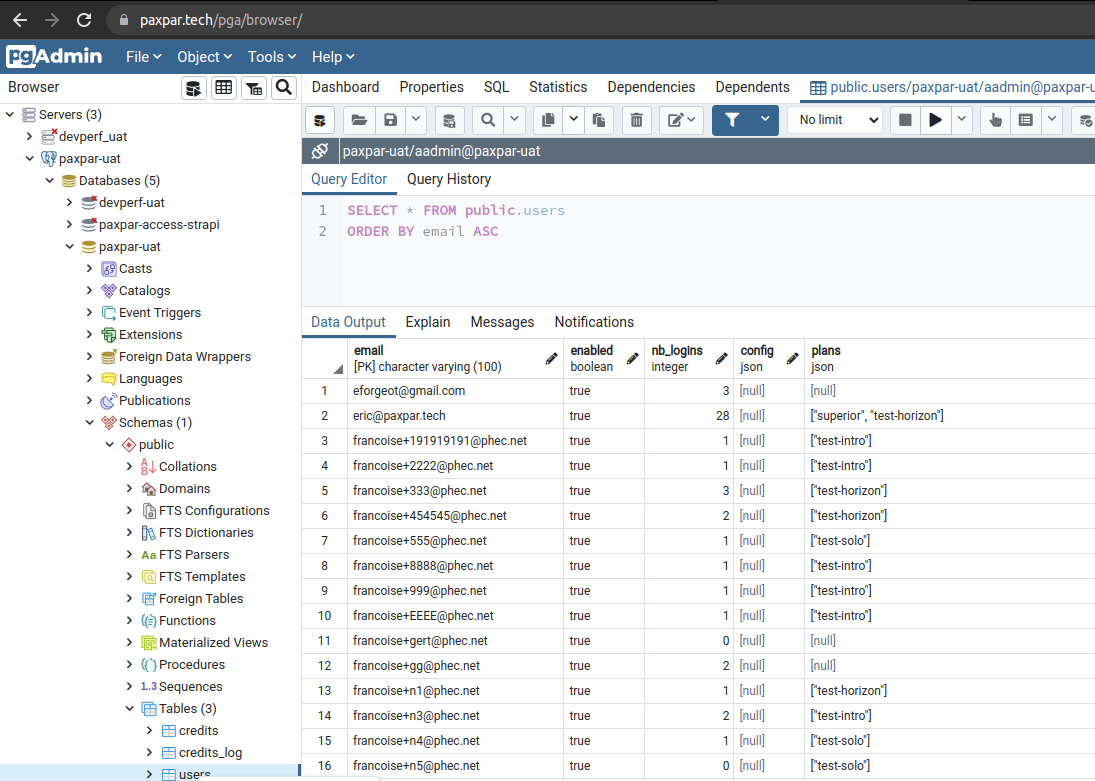 paxpar.tech/pga/browser/
pgAdmin File Object Tools Help
Browser
Dashboard Properties SQL Statistics Dependencies Dependents public.users/paxpar-uat/aadmin@paxpar-u
Servers (3)
devperf_uat
paxpar-uat
Databases (5)
devperf-uat
paxpar-access-strapi
paxpar-uat
Casts
Catalogs
Event Triggers
Extensions
Foreign Data Wrappers
Languages
Publications
Schemas (1)
public
Collations
Domains
FTS Configurations
FTS Dictionaries
Aa FTS Parsers
FTS Templates
Foreign Tables
Functions
Materialized Views
Procedures
1..3 Sequences
Tables (3)
credits
credits_log
users
No limit
paxpar-uat/aadmin@paxpar-uat
Query Editor Query History
1 SELECT * FROM public.users
2 ORDER BY email ASC
Data Output Explain Messages Notifications
email enabled nb_logins config plans
[PK] character varying (100) boolean integer json json
1 eforgeot@gmail.com true 3 [null] [null]
2 eric@paxpar.tech true 28 [null] ["superior", "test-horizon"]
3 francoise+191919191@phec.net true 1 [null] ["test-intro"]
4 francoise+2222@phec.net true 1 [null] ["test-intro"]
5 francoise+333@phec.net true 3 [null] ["test-horizon"]
6 francoise+454545@phec.net true 2 [null] ["test-horizon"]
7 francoise+555@phec.net true 1 [null] ["test-solo"]
8 francoise+8888@phec.net true 1 [null] ["test-intro"]
9 francoise+999@phec.net true 1 [null] ["test-intro"]
10 francoise+EEEE@phec.net true 1 [null] ["test-intro"]
11 francoise+gert@phec.net true 0 [null] [null]
12 francoise+gg@phec.net true 2 [null] [null]
13 francoise+n1@phec.net true 1 [null] ["test-horizon"]
14 francoise+n3@phec.net true 2 [null] ["test-intro"]
15 francoise+n4@phec.net true 1 [null] ["test-solo"]
16 francoise+n5@phec.net true 0 [null] ["test-solo"]